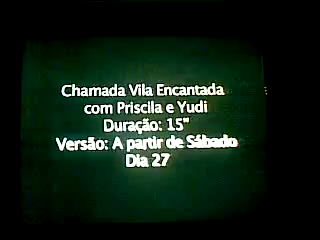 Chamada Vila Encantada
com Priscila e Yudi
Duração: 15"
Versão: A partir de Sábado
Dia 27